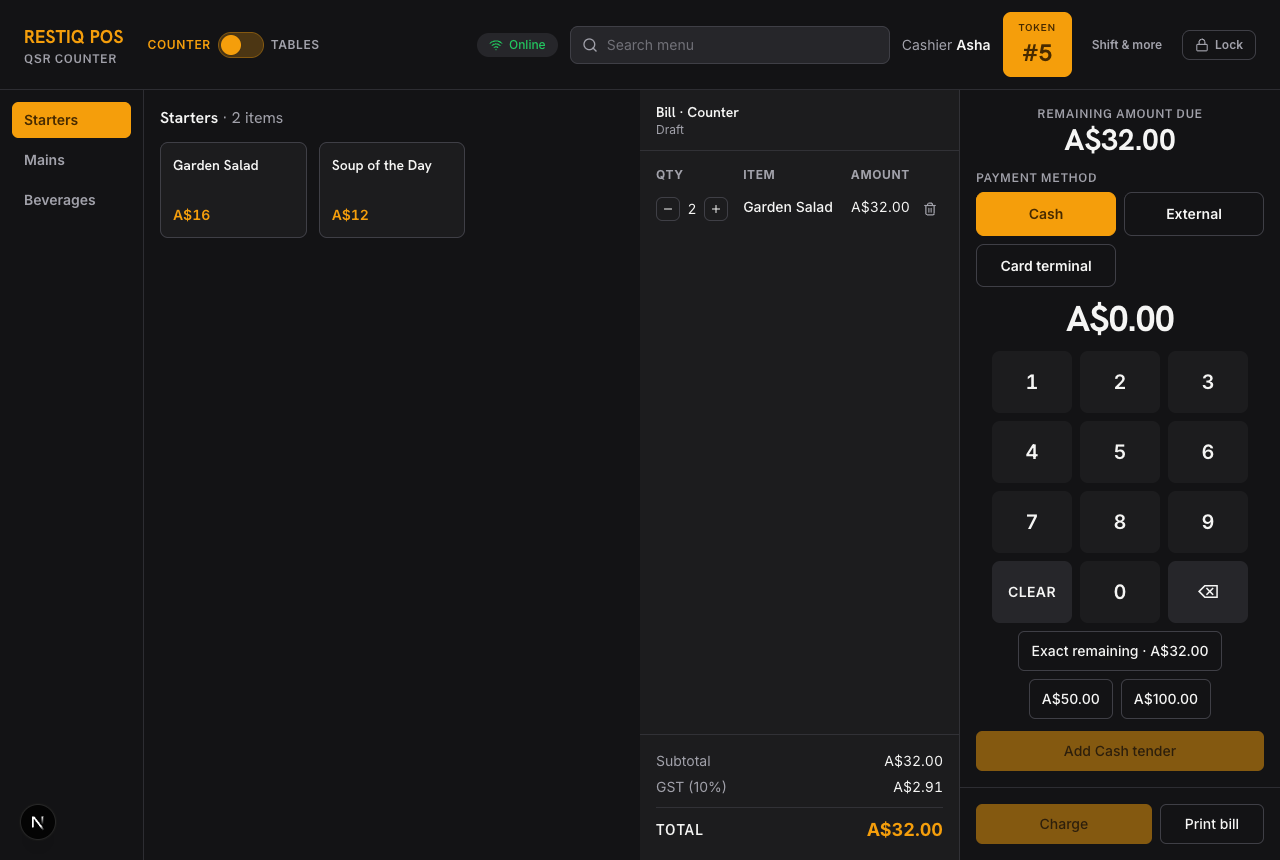 RESTIQ POS
QSR COUNTER
COUNTER
TABLES
Online
Search menu
Cashier Asha
TOKEN
#5
Shift & more
Lock
Starters
Mains
Beverages
Starters · 2 items
Garden Salad
A$16
Soup of the Day
A$12
Bill · Counter
Draft
QTY ITEM AMOUNT
2 Garden Salad A$32.00
Subtotal A$32.00
GST (10%) A$2.91
TOTAL A$32.00
REMAINING AMOUNT DUE
A$32.00
PAYMENT METHOD
Cash External
Card terminal
A$0.00
1 2 3
4 5 6
7 8 9
CLEAR 0
Exact remaining · A$32.00
A$50.00 A$100.00
Add Cash tender
Charge Print bill
N